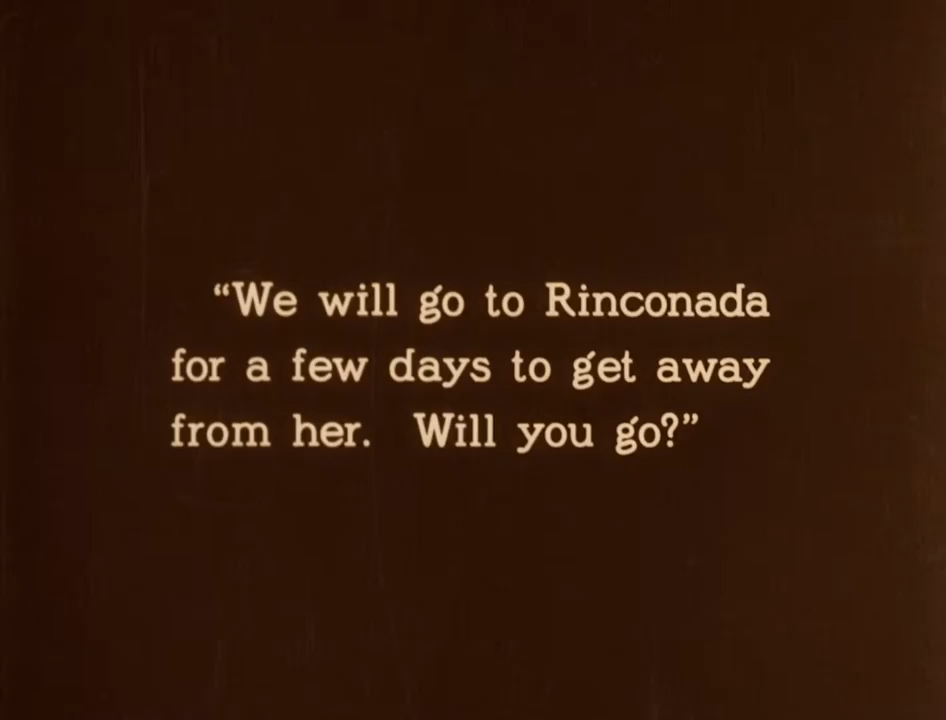 “We will go to Rinconada
for a few days to get away
from her. Will you go?”